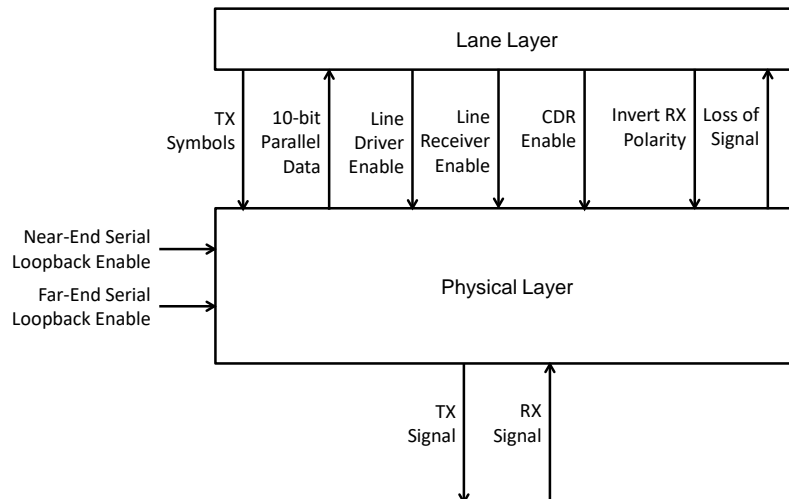 Lane Layer
TX
Symbols
10-bit
Parallel
Data
Line
Driver
Enable
Line
Receiver
Enable
CDR
Enable
Invert RX
Polarity
Loss of
Signal
Near-End Serial
Loopback Enable
Far-End Serial
Loopback Enable
Physical Layer
TX
Signal
RX
Signal